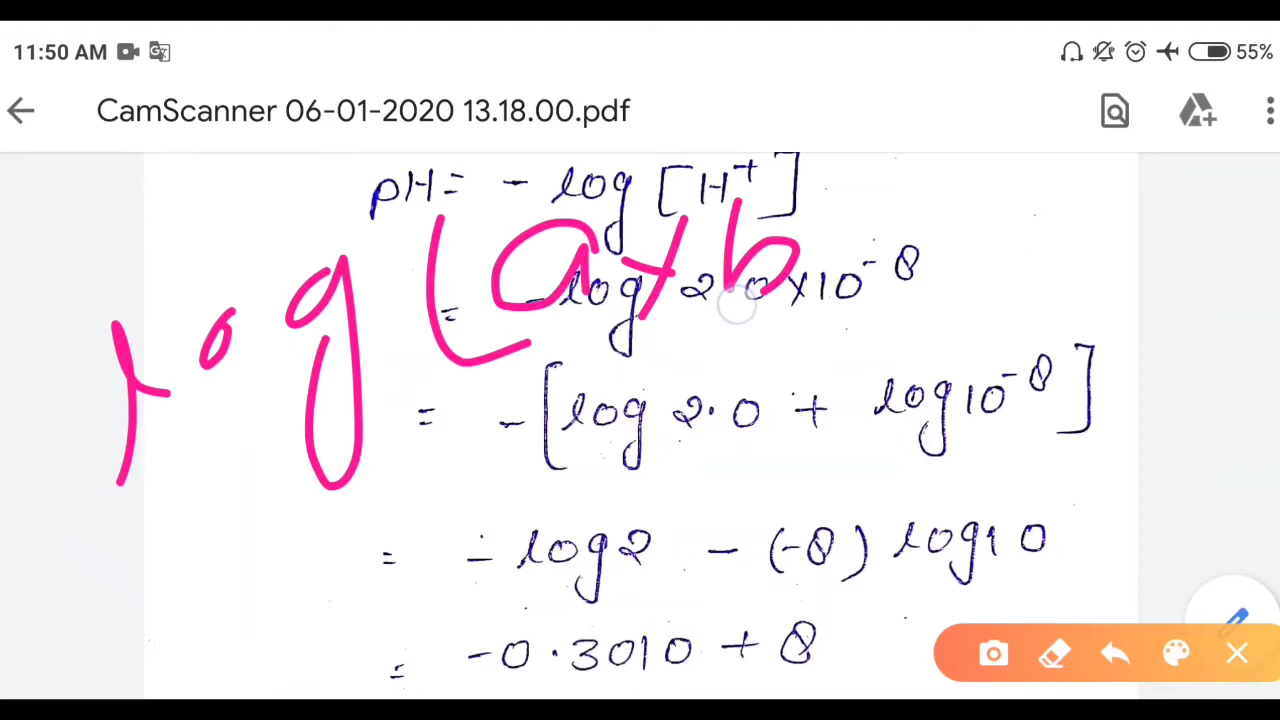 11:50 AM 55%
CamScanner 06-01-2020 13.18.00.pdf
pH = - log [H⁺]
= - log 2.0 × 10⁻⁸
log (a × b
= - [log 2.0 + log 10⁻⁸]
= - log 2 - (-8) log 10
= -0.3010 + 8